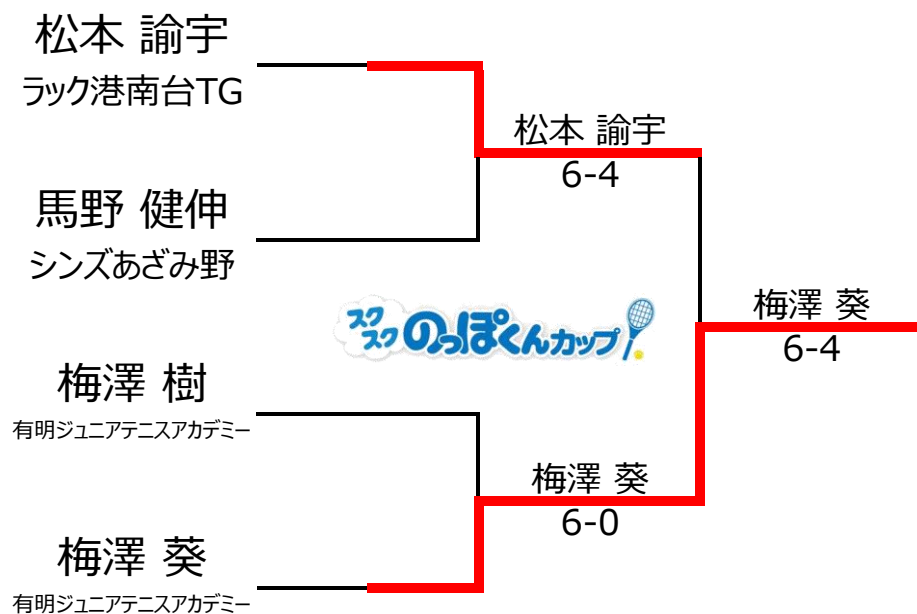 松本 諭宇
ラック港南台TG
松本 諭宇
6-4
馬野 健伸
シンズあざみ野
スクスク のっぽくんカップ
梅澤 葵
6-4
梅澤 樹
有明ジュニアテニスアカデミー
梅澤 葵
6-0
梅澤 葵
有明ジュニアテニスアカデミー